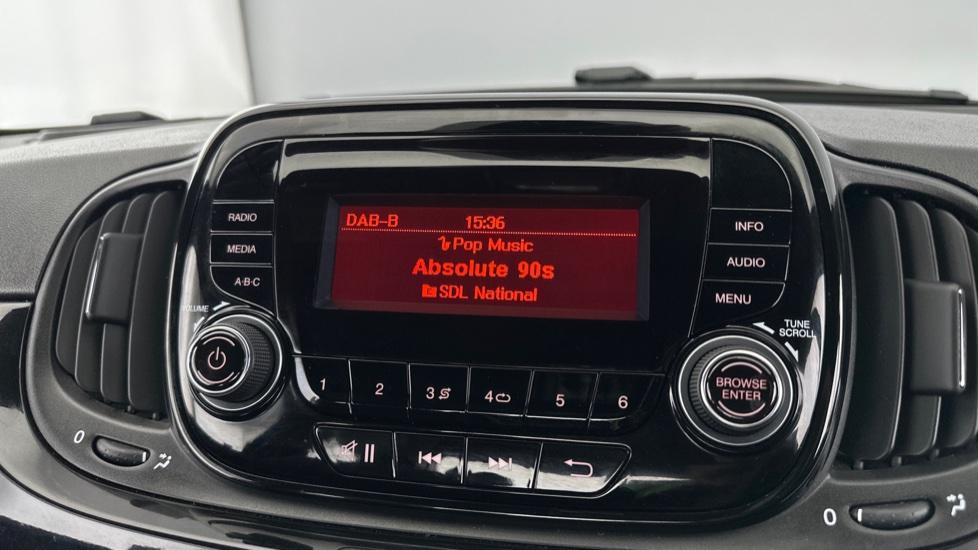 DAB-B 15:36
Pop Music
Absolute 90s
SDL National
RADIO
MEDIA
A·B·C
VOLUME
INFO
AUDIO
MENU
TUNE
SCROLL
BROWSE
ENTER
1 2 3 4 5 6
0
0